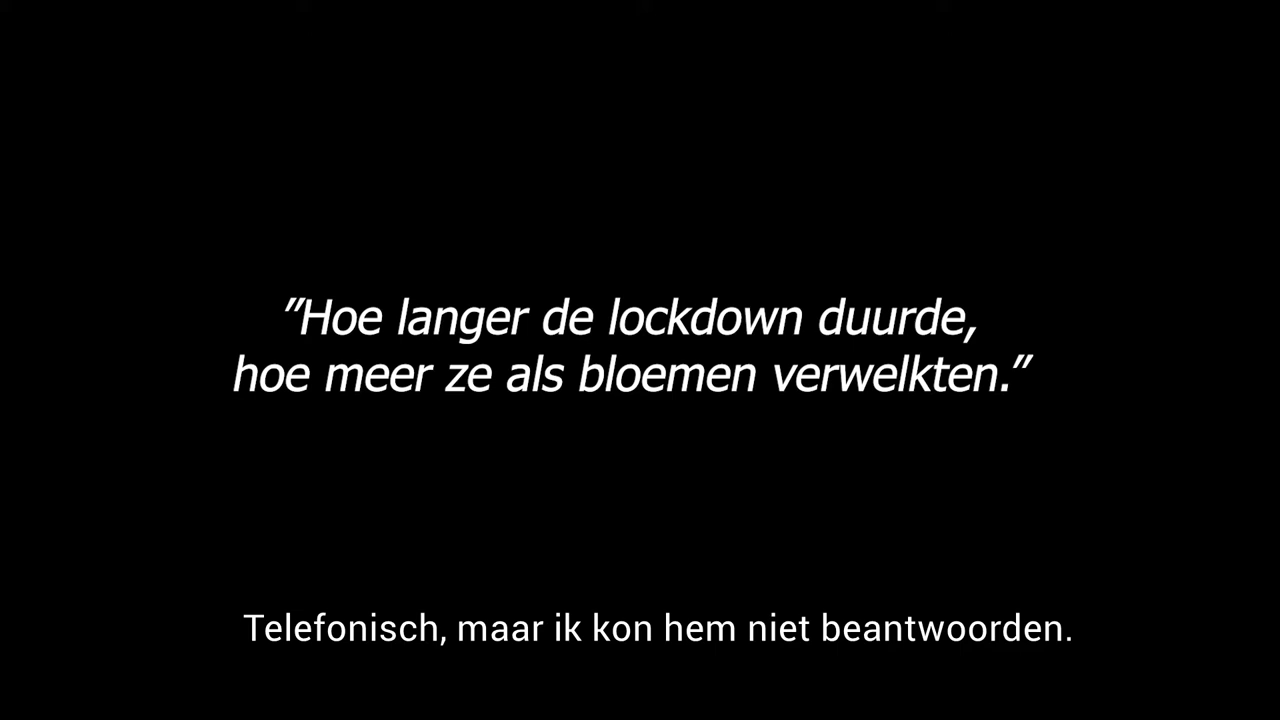 "Hoe langer de lockdown duurde,
hoe meer ze als bloemen verwelkten."
Telefonisch, maar ik kon hem niet beantwoorden.